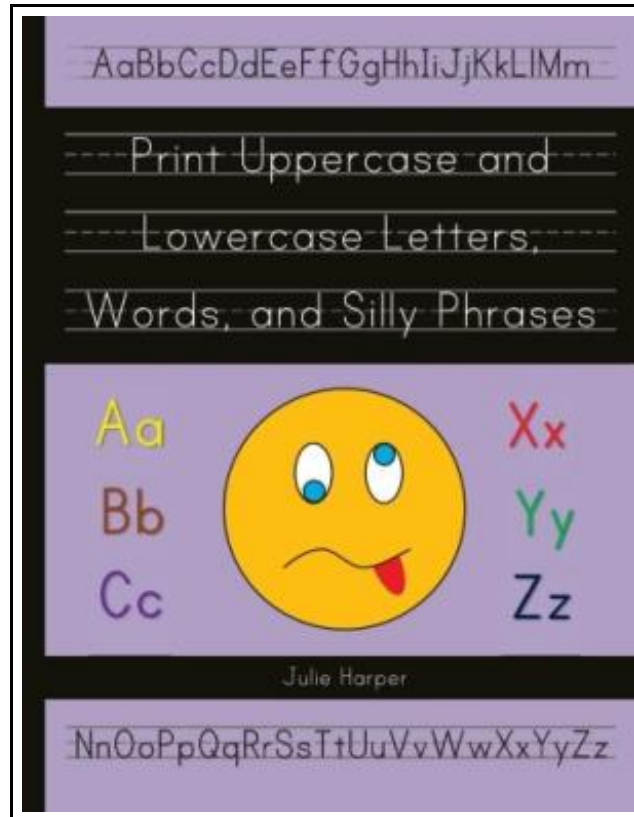 AaBbCcDdEeFfGgHhIiJjKkLlMm
Print Uppercase and
Lowercase Letters,
Words, and Silly Phrases
Aa
Xx
Bb
Yy
Cc
Zz
Julie Harper
NnOoPpQqRrSsTtUuVvWwXxYyZz